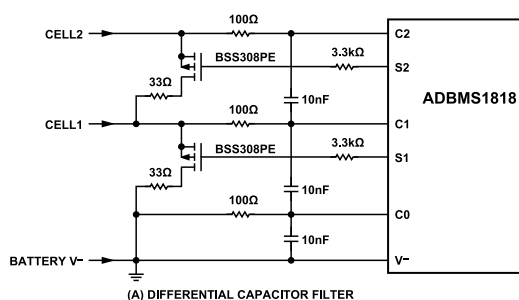 100Ω
CELL2
C2
BSS308PE
3.3kΩ
S2
33Ω
ADBMS1818
10nF
100Ω
CELL1
C1
BSS308PE
3.3kΩ
S1
33Ω
10nF
100Ω
C0
10nF
BATTERY V–
V–
(A) DIFFERENTIAL CAPACITOR FILTER